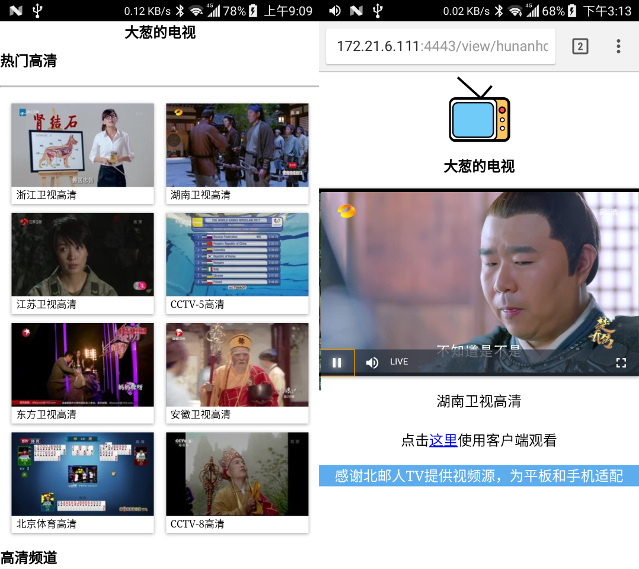 0.12 KB/s 4G 78% 上午9:09
大葱的电视
热门高清
肾结石
浙江卫视高清
湖南卫视高清
江苏卫视高清
CCTV-5高清
东方卫视高清
安徽卫视高清
北京体育高清
CCTV-8高清
高清频道
0.02 KB/s 4G 68% 下午3:13
172.21.6.111:4443/view/hunanhd
2
大葱的电视
不知道是不是
LIVE
湖南卫视高清
点击这里使用客户端观看
感谢北邮人TV提供视频源，为平板和手机适配